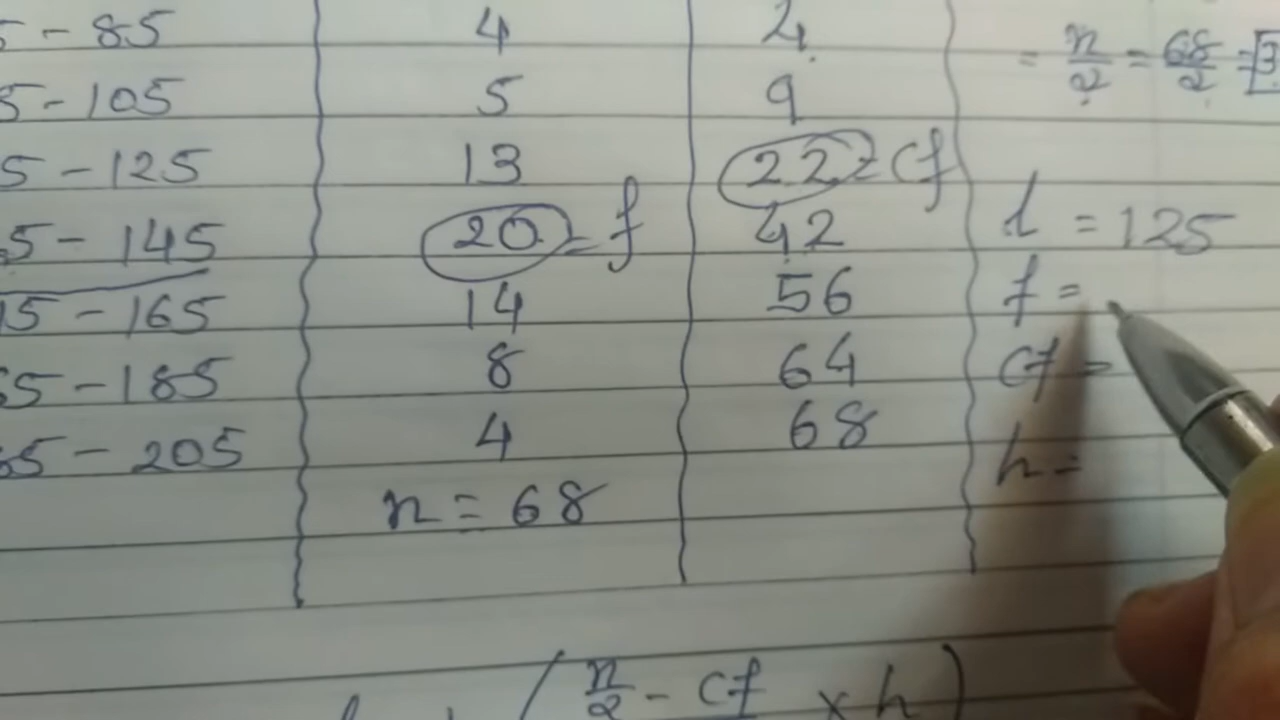 5 - 85 4 4 = n/2 = 68/2 = 3
5 - 105 5 9
5 - 125 13 22 = cf
5 - 145 20 = f 42 l = 125
5 - 165 14 56 f =
5 - 185 8 64 cf =
5 - 205 4 68 h =
n = 68
( n/2 - cf × h )